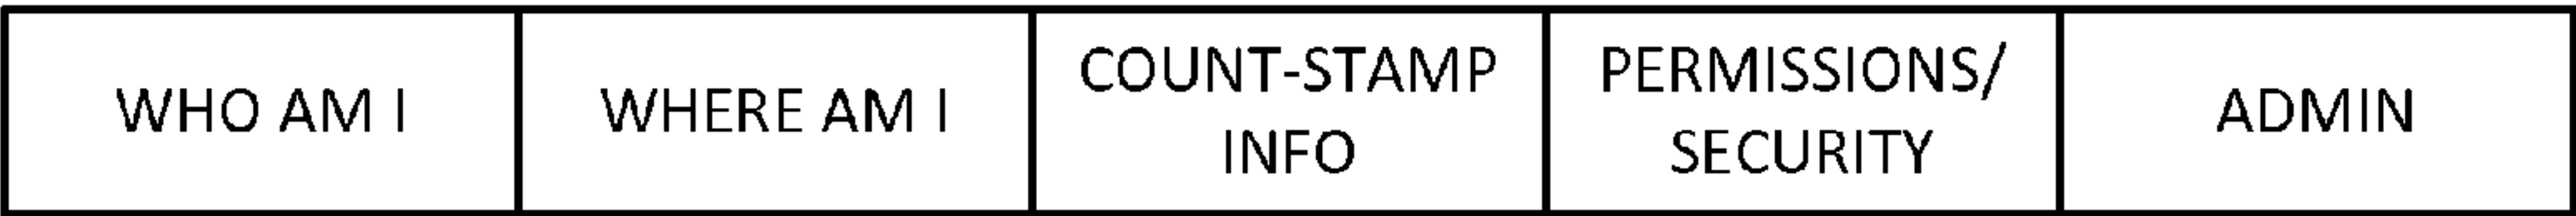 WHO AM I
WHERE AM I
COUNT-STAMP
INFO
PERMISSIONS/
SECURITY
ADMIN